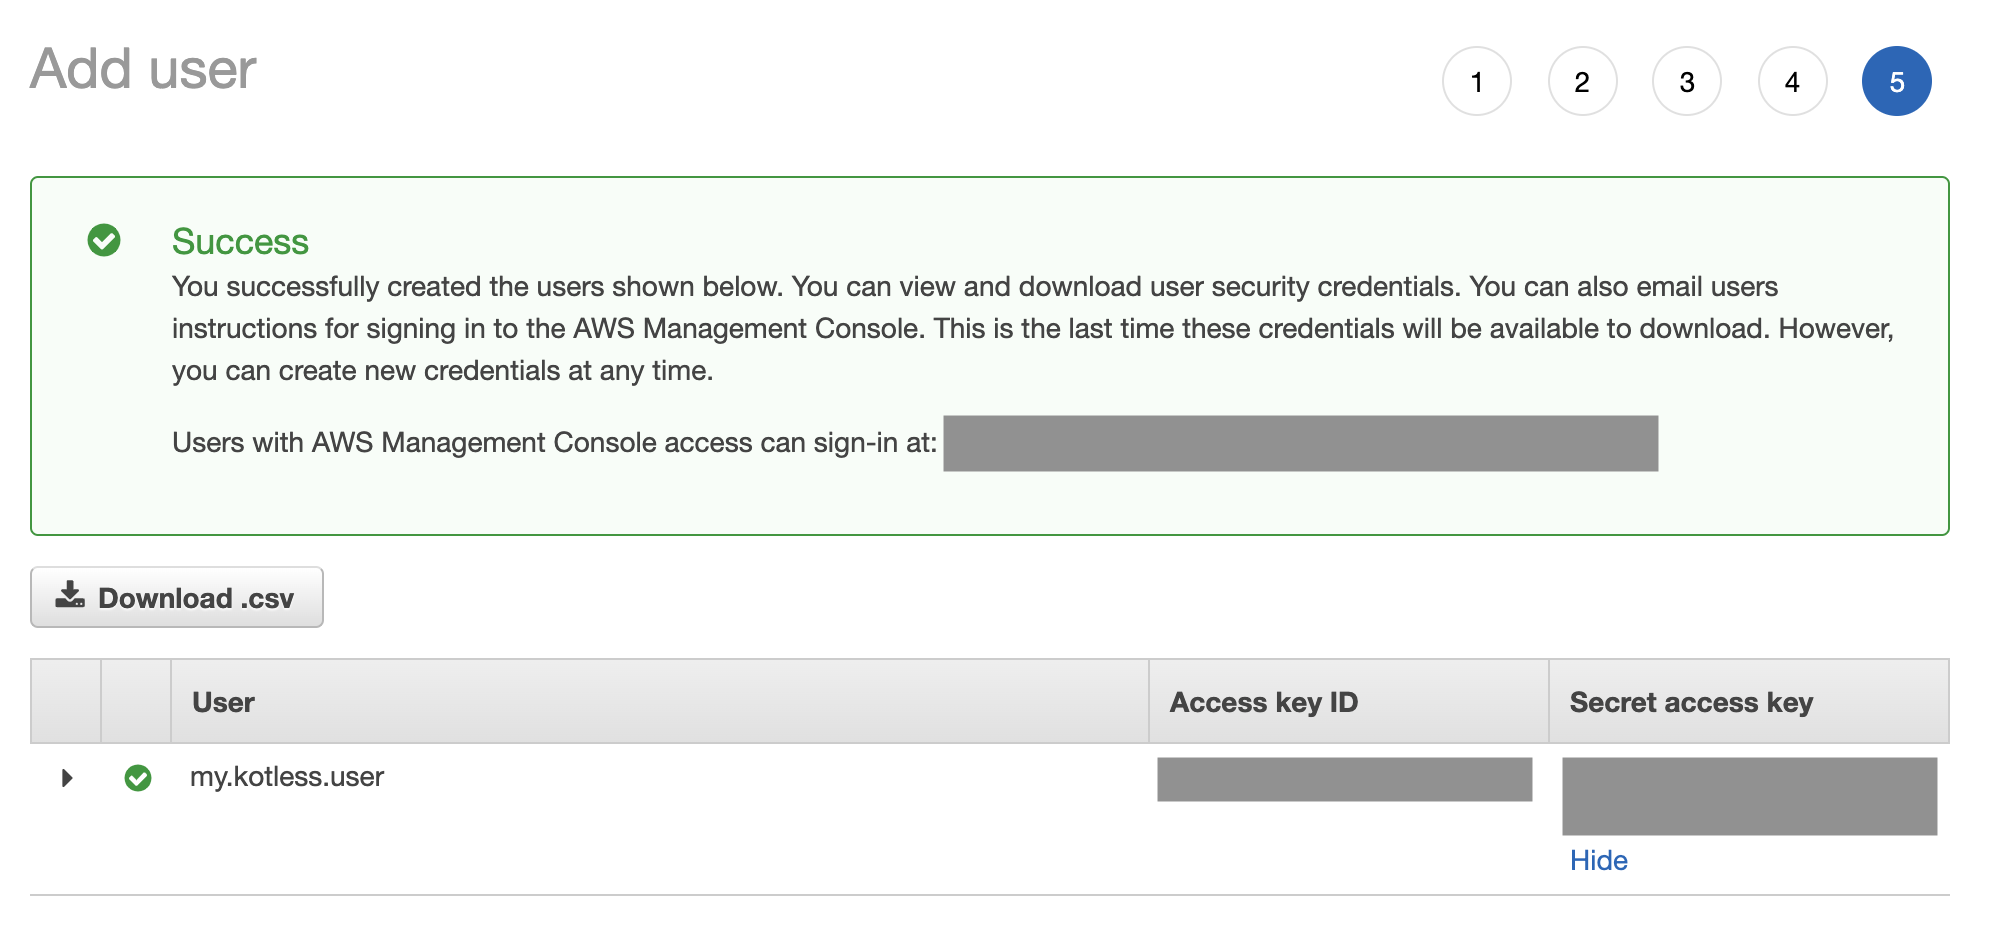 Add user
1 2 3 4 5
Success
You successfully created the users shown below. You can view and download user security credentials. You can also email users
instructions for signing in to the AWS Management Console. This is the last time these credentials will be available to download. However,
you can create new credentials at any time.
Users with AWS Management Console access can sign-in at:
Download .csv
User Access key ID Secret access key
my.kotless.user
Hide